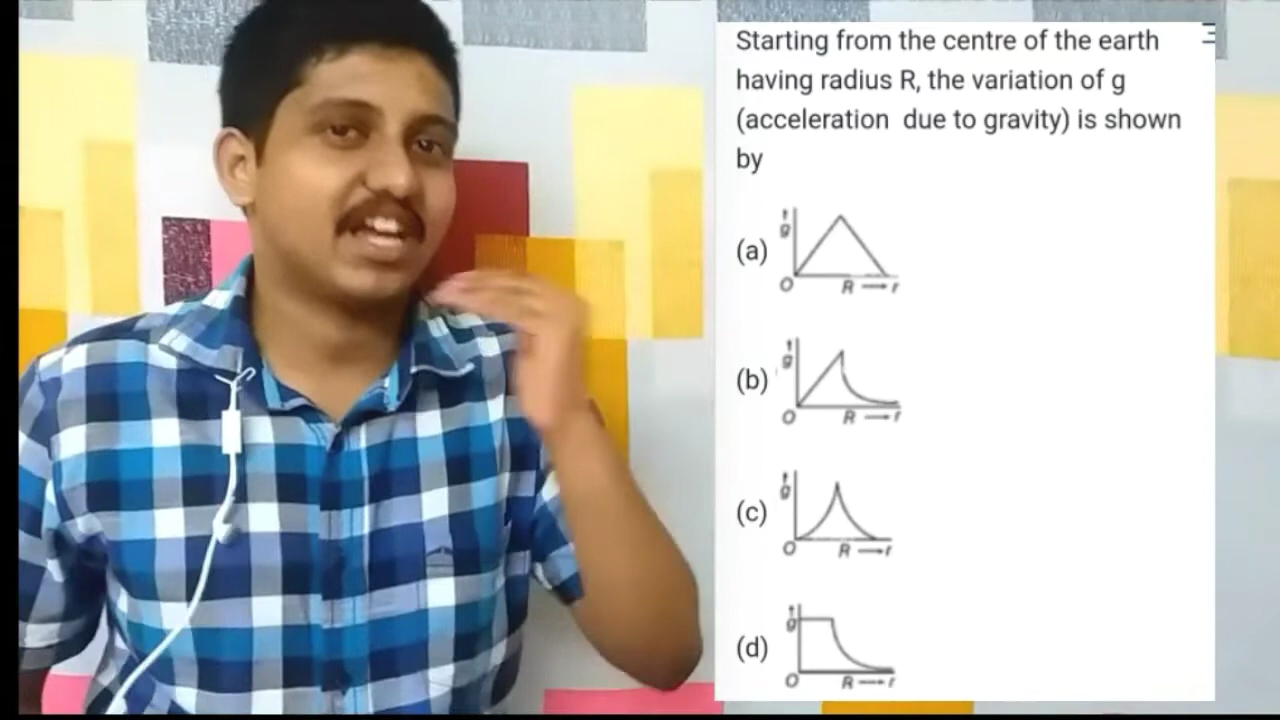 Starting from the centre of the earth
having radius R, the variation of g
(acceleration due to gravity) is shown
by
(a)
g
O R r
(b)
g
O R r
(c)
g
O R r
(d)
g
O R r